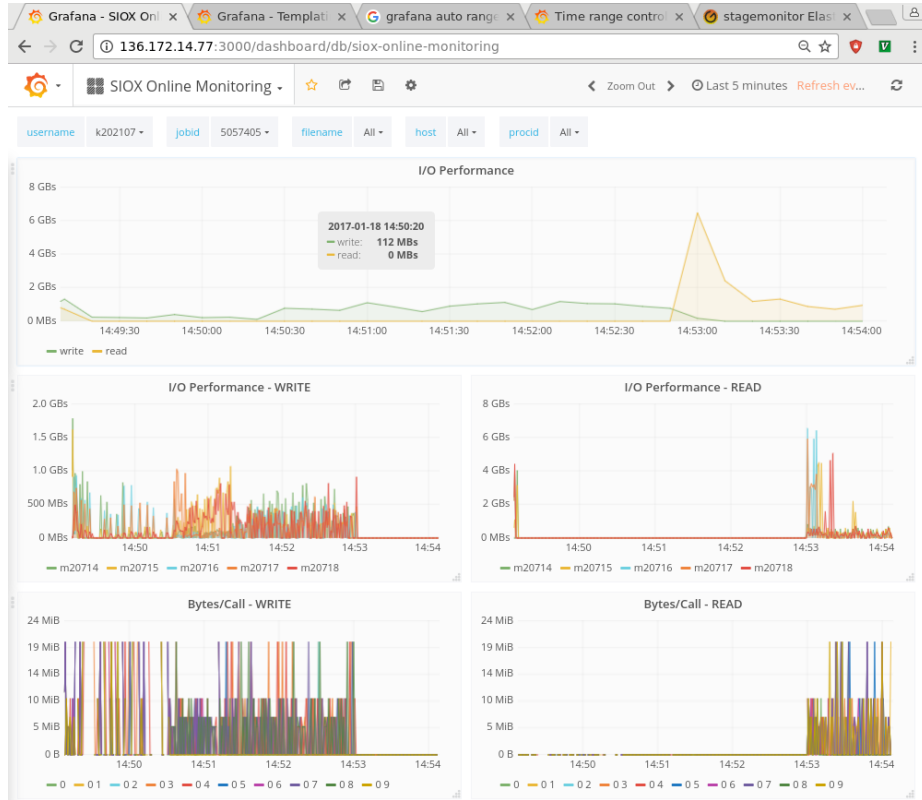 Grafana - SIOX Onl × Grafana - Templati × grafana auto range × Time range control × stagemonitor Elas ×
136.172.14.77:3000/dashboard/db/siox-online-monitoring
SIOX Online Monitoring Zoom Out Last 5 minutes Refresh ev...
username k202107 jobid 5057405 filename All host All procid All
I/O Performance
8 GBs
6 GBs
4 GBs
2 GBs
0 MBs
2017-01-18 14:50:20
write: 112 MBs
read: 0 MBs
14:49:30 14:50:00 14:50:30 14:51:00 14:51:30 14:52:00 14:52:30 14:53:00 14:53:30 14:54:00
write read
I/O Performance - WRITE
2.0 GBs
1.5 GBs
1.0 GBs
500 MBs
0 MBs
14:50 14:51 14:52 14:53 14:54
m20714 m20715 m20716 m20717 m20718
I/O Performance - READ
8 GBs
6 GBs
4 GBs
2 GBs
0 MBs
14:50 14:51 14:52 14:53 14:54
m20714 m20715 m20716 m20717 m20718
Bytes/Call - WRITE
24 MiB
19 MiB
14 MiB
10 MiB
5 MiB
0 B
14:50 14:51 14:52 14:53 14:54
0 0 1 0 2 0 3 0 4 0 5 0 6 0 7 0 8 0 9
Bytes/Call - READ
24 MiB
19 MiB
14 MiB
10 MiB
5 MiB
0 B
14:50 14:51 14:52 14:53 14:54
0 0 1 0 2 0 3 0 4 0 5 0 6 0 7 0 8 0 9